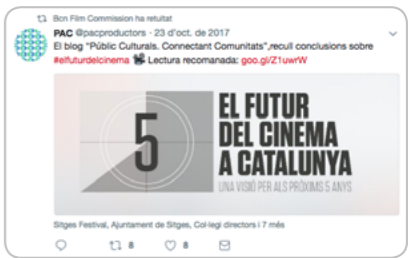 Bcn Film Commission ha retuitat
PAC @pacproductors · 23 d'oct. de 2017
El blog "Públic Culturals. Connectant Comunitats",recull conclusions sobre
#elfuturdelcinema 🎥 Lectura recomanada: goo.gl/Z1uwrW
5
EL FUTUR
DEL CINEMA
A CATALUNYA
UNA VISIÓ PER ALS PRÒXIMS 5 ANYS
Sitges Festival, Ajuntament de Sitges, Col·legi directors i 7 més
8 8